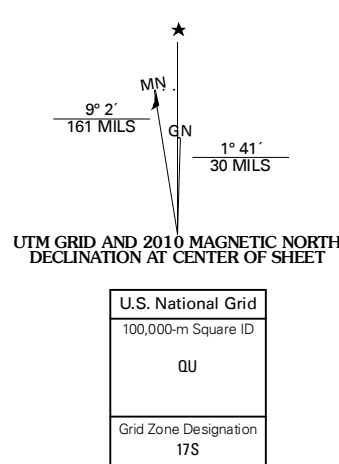 ★
MN
GN
9° 2´
161 MILS
1° 41´
30 MILS
UTM GRID AND 2010 MAGNETIC NORTH
DECLINATION AT CENTER OF SHEET
U.S. National Grid
100,000-m Square ID
QU
Grid Zone Designation
17S